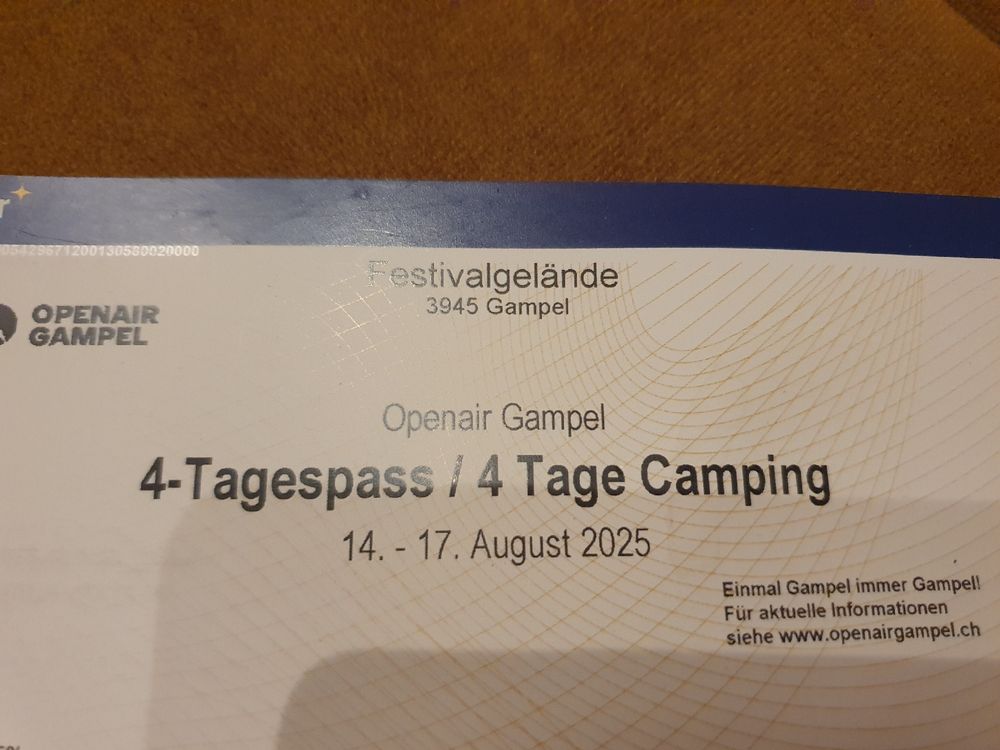 Festivalgelände
3945 Gampel
OPENAIR
GAMPEL
Openair Gampel
4-Tagespass / 4 Tage Camping
14. - 17. August 2025
Einmal Gampel immer Gampel!
Für aktuelle Informationen
siehe www.openairgampel.ch